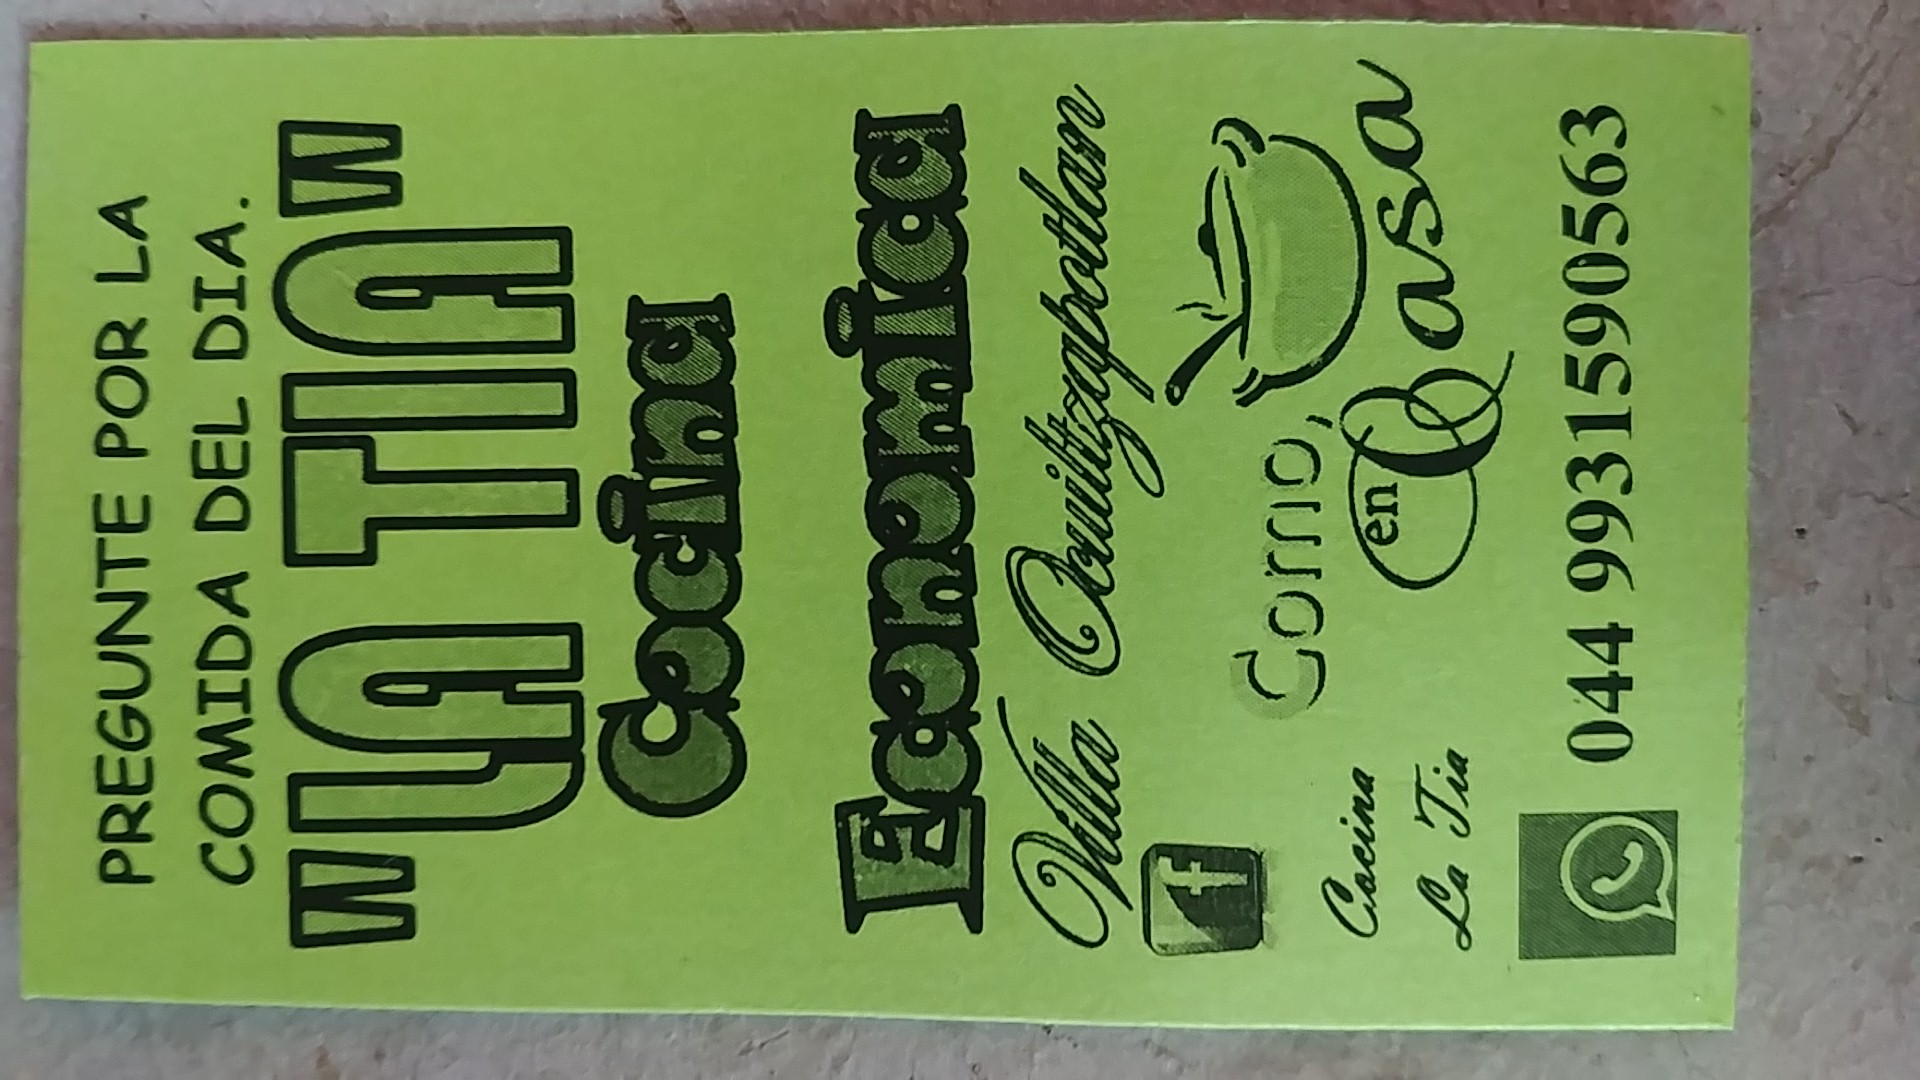 PREGUNTE POR LA
COMIDA DEL DIA.
"LA TIA"
Cocina
Economica
Villa Ocuiltzapotlan
f
Como,
en Casa
Cocina
La Tia
044 9931590563